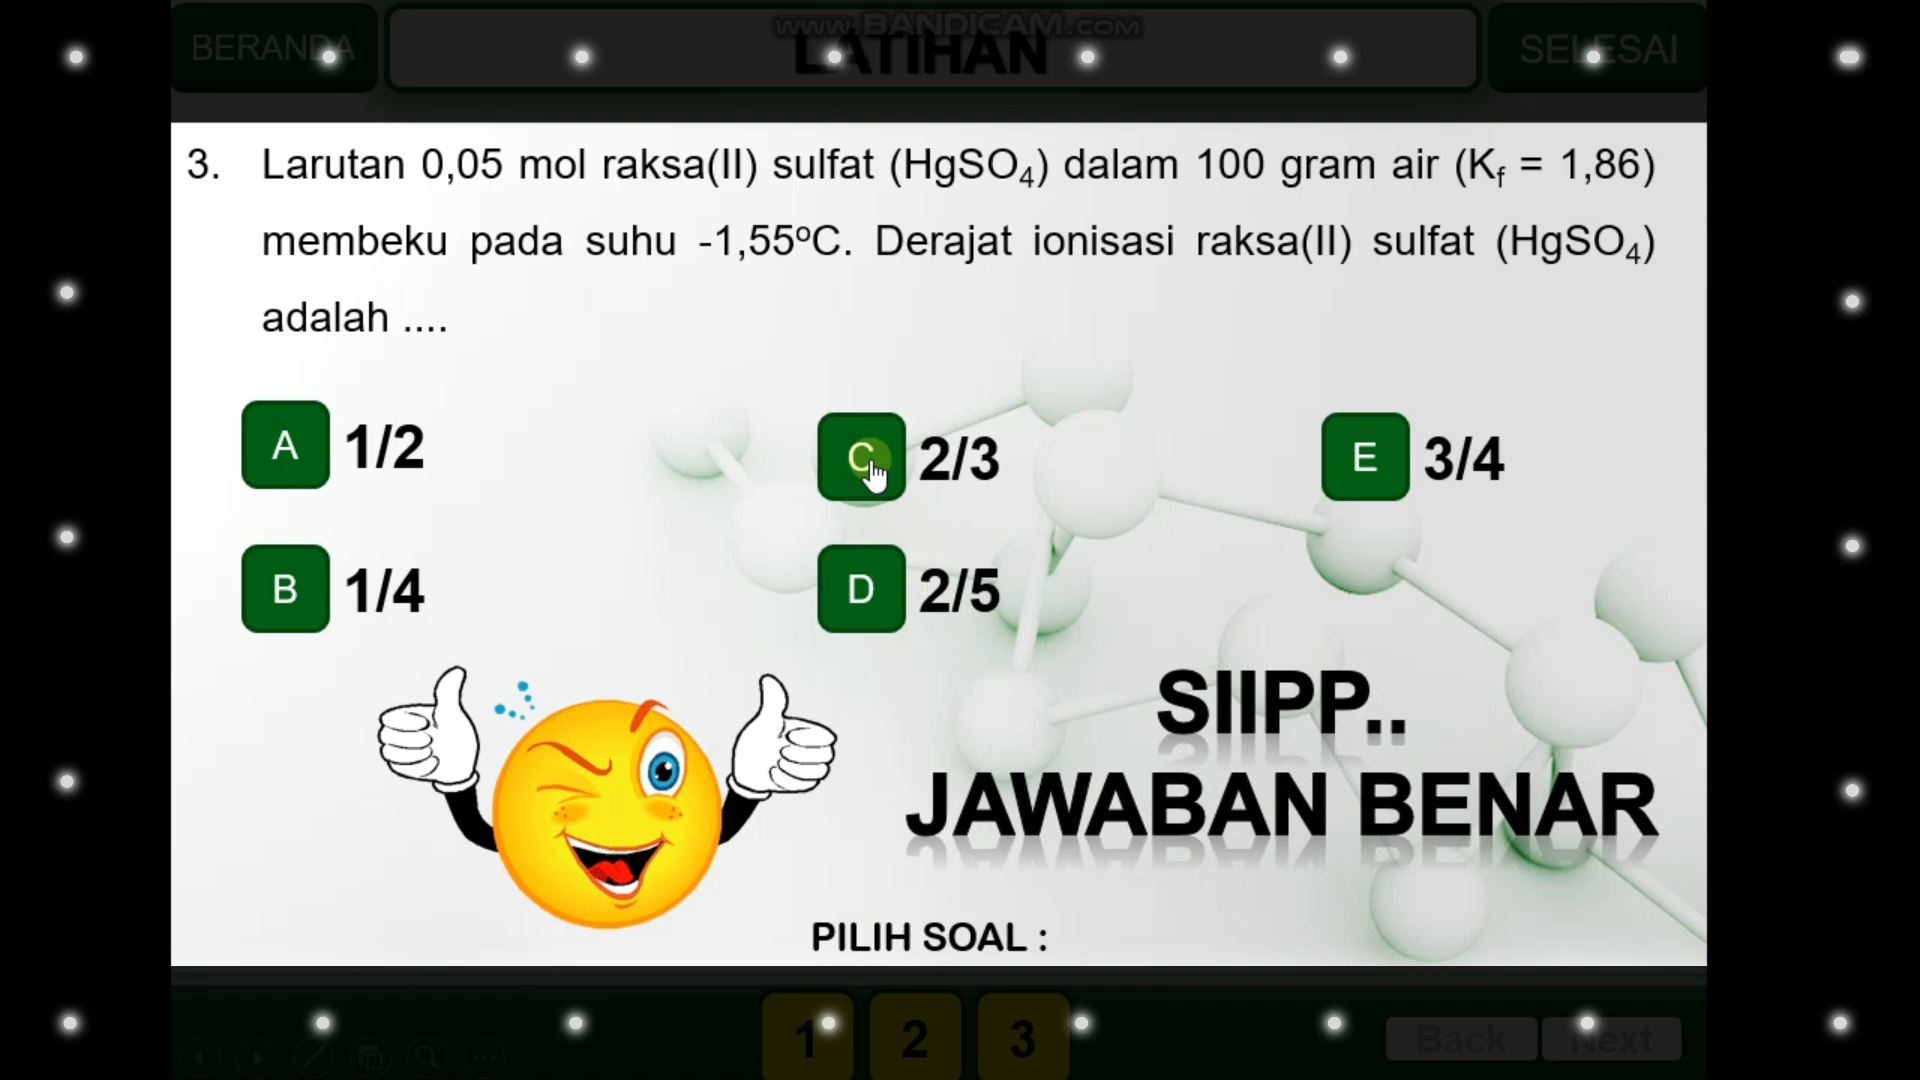 www.BANDICAM.com
BERANDA
LATIHAN
SELESAI
3. Larutan 0,05 mol raksa(II) sulfat (HgSO₄) dalam 100 gram air (K_f = 1,86)
membeku pada suhu -1,55°C. Derajat ionisasi raksa(II) sulfat (HgSO₄)
adalah ....
A 1/2
C 2/3
E 3/4
B 1/4
D 2/5
SIIPP..
JAWABAN BENAR
PILIH SOAL :
1 2 3
Back Next